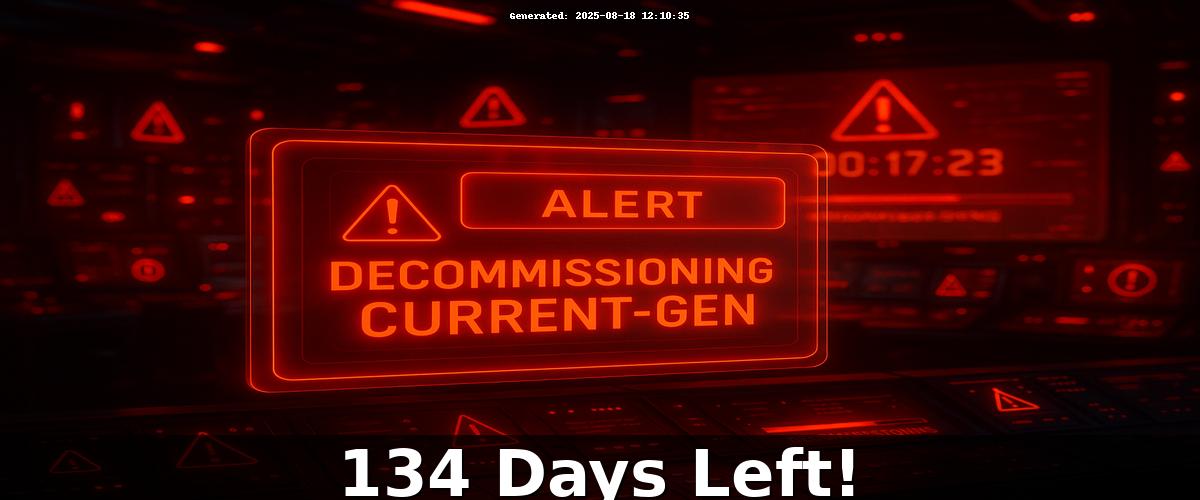 Generated: 2025-08-18 12:10:35
00:17:23
ALERT
DECOMMISSIONING
CURRENT-GEN
134 Days Left!